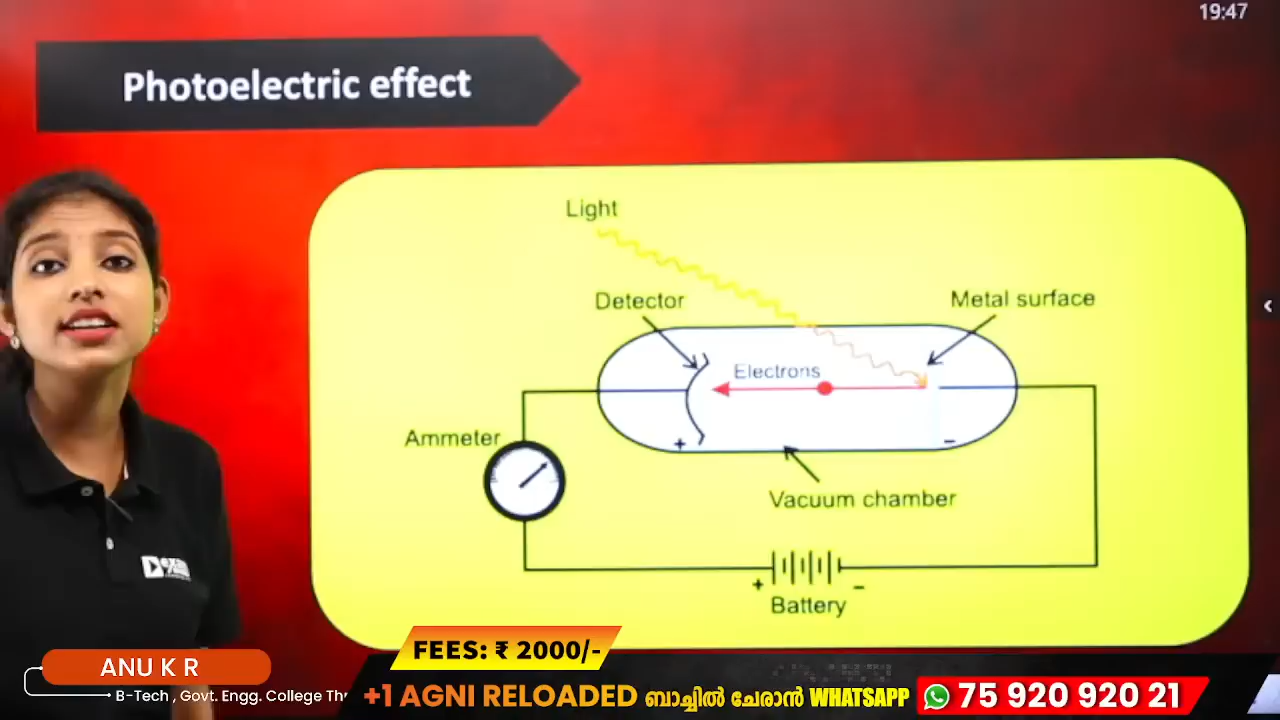 19:47
Photoelectric effect
Light
Detector
Metal surface
Electrons
+
−
Ammeter
Vacuum chamber
+
−
Battery
FEES: ₹ 2000/-
ANU K R
B-Tech , Govt. Engg. College Thr
+1 AGNI RELOADED ബാച്ചിൽ ചേരാൻ WHATSAPP 75 920 920 21